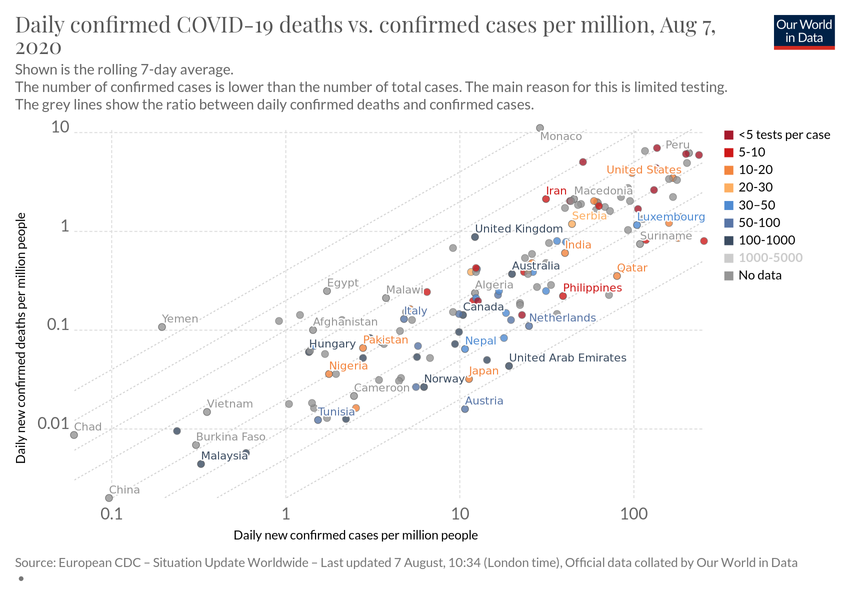 Daily confirmed COVID-19 deaths vs. confirmed cases per million, Aug 7,
2020
Our World
in Data
Shown is the rolling 7-day average.
The number of confirmed cases is lower than the number of total cases. The main reason for this is limited testing.
The grey lines show the ratio between daily confirmed deaths and confirmed cases.
Daily new confirmed deaths per million people
10
1
0.1
0.01
Monaco
Peru
United States
Iran
Macedonia
Serbia
Luxembourg
United Kingdom
Suriname
India
Australia
Qatar
Egypt
Malawi
Algeria
Philippines
Yemen
Afghanistan
Italy
Canada
Netherlands
Hungary
Pakistan
Nepal
United Arab Emirates
Nigeria
Norway
Japan
Cameroon
Vietnam
Tunisia
Austria
Chad
Burkina Faso
Malaysia
China
0.1
1
10
100
Daily new confirmed cases per million people
<5 tests per case
5-10
10-20
20-30
30–50
50-100
100-1000
1000-5000
No data
Source: European CDC – Situation Update Worldwide – Last updated 7 August, 10:34 (London time), Official data collated by Our World in Data
•